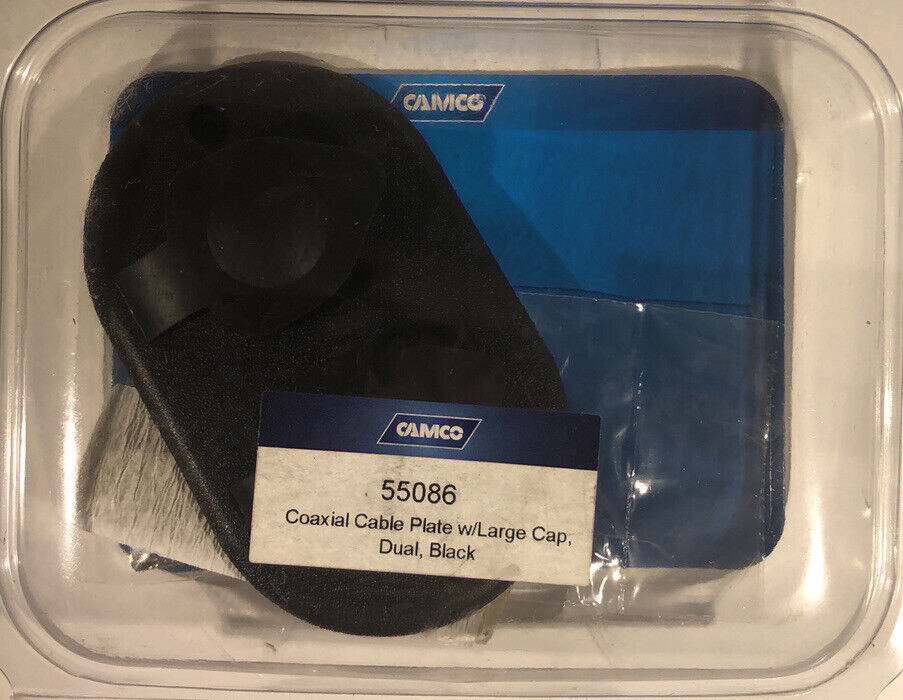 CAMCO
CAMCO
55086
Coaxial Cable Plate w/Large Cap,
Dual, Black